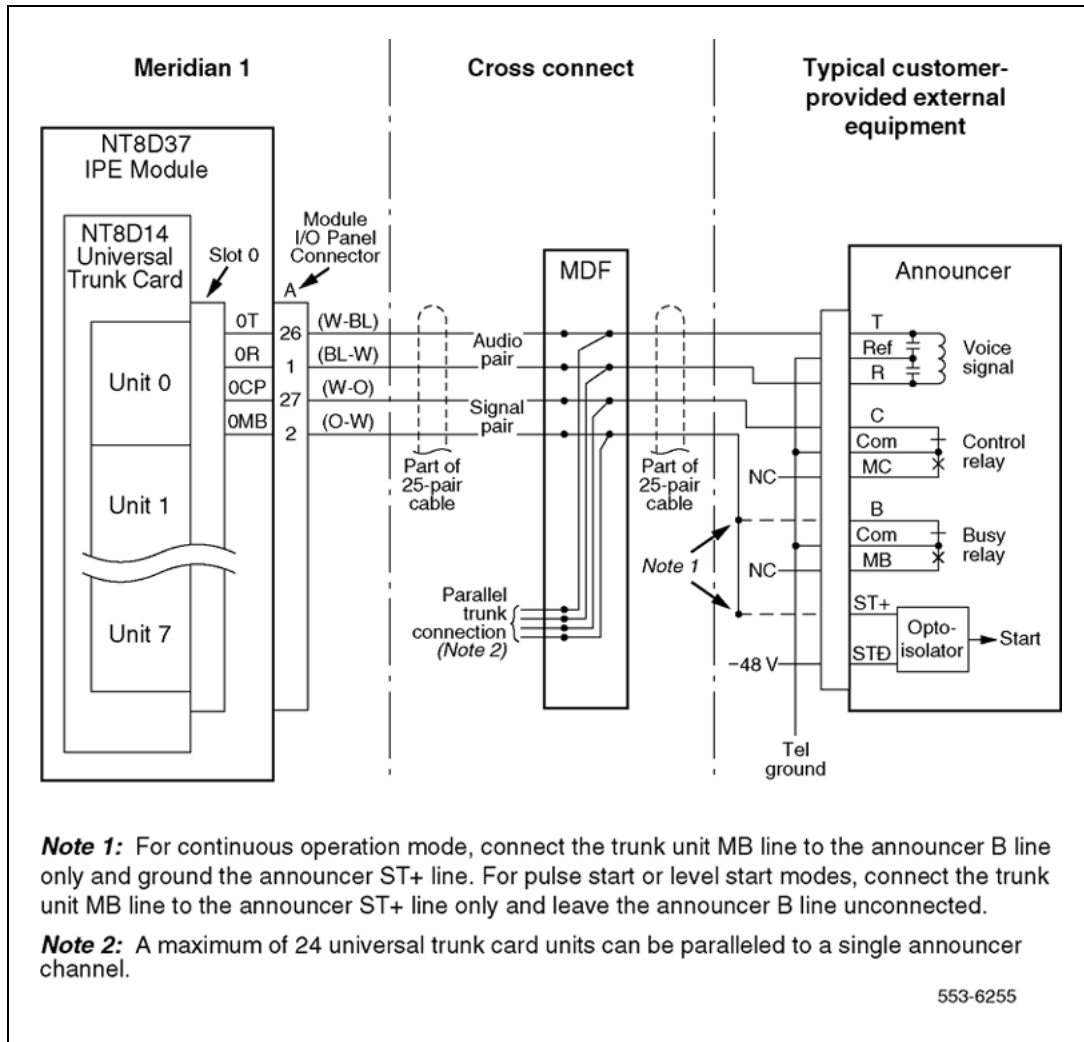 Meridian 1
Cross connect
Typical customer-
provided external
equipment
NT8D37
IPE Module
NT8D14
Universal
Trunk Card
Slot 0
Module
I/O Panel
Connector
A
MDF
Announcer
0T
26
(W-BL)
0R
1
(BL-W)
0CP
27
(W-O)
0MB
2
(O-W)
Unit 0
Unit 1
Unit 7
Audio
pair
Signal
pair
Part of
25-pair
cable
Part of
25-pair
cable
T
Ref
R
Voice
signal
C
Com
MC
Control
relay
NC
B
Com
MB
Busy
relay
NC
Note 1
Parallel
trunk
connection
(Note 2)
ST+
STÐ
Opto-
isolator
Start
−48 V
Tel
ground
Note 1: For continuous operation mode, connect the trunk unit MB line to the announcer B line
only and ground the announcer ST+ line. For pulse start or level start modes, connect the trunk
unit MB line to the announcer ST+ line only and leave the announcer B line unconnected.
Note 2: A maximum of 24 universal trunk card units can be paralleled to a single announcer
channel.
553-6255